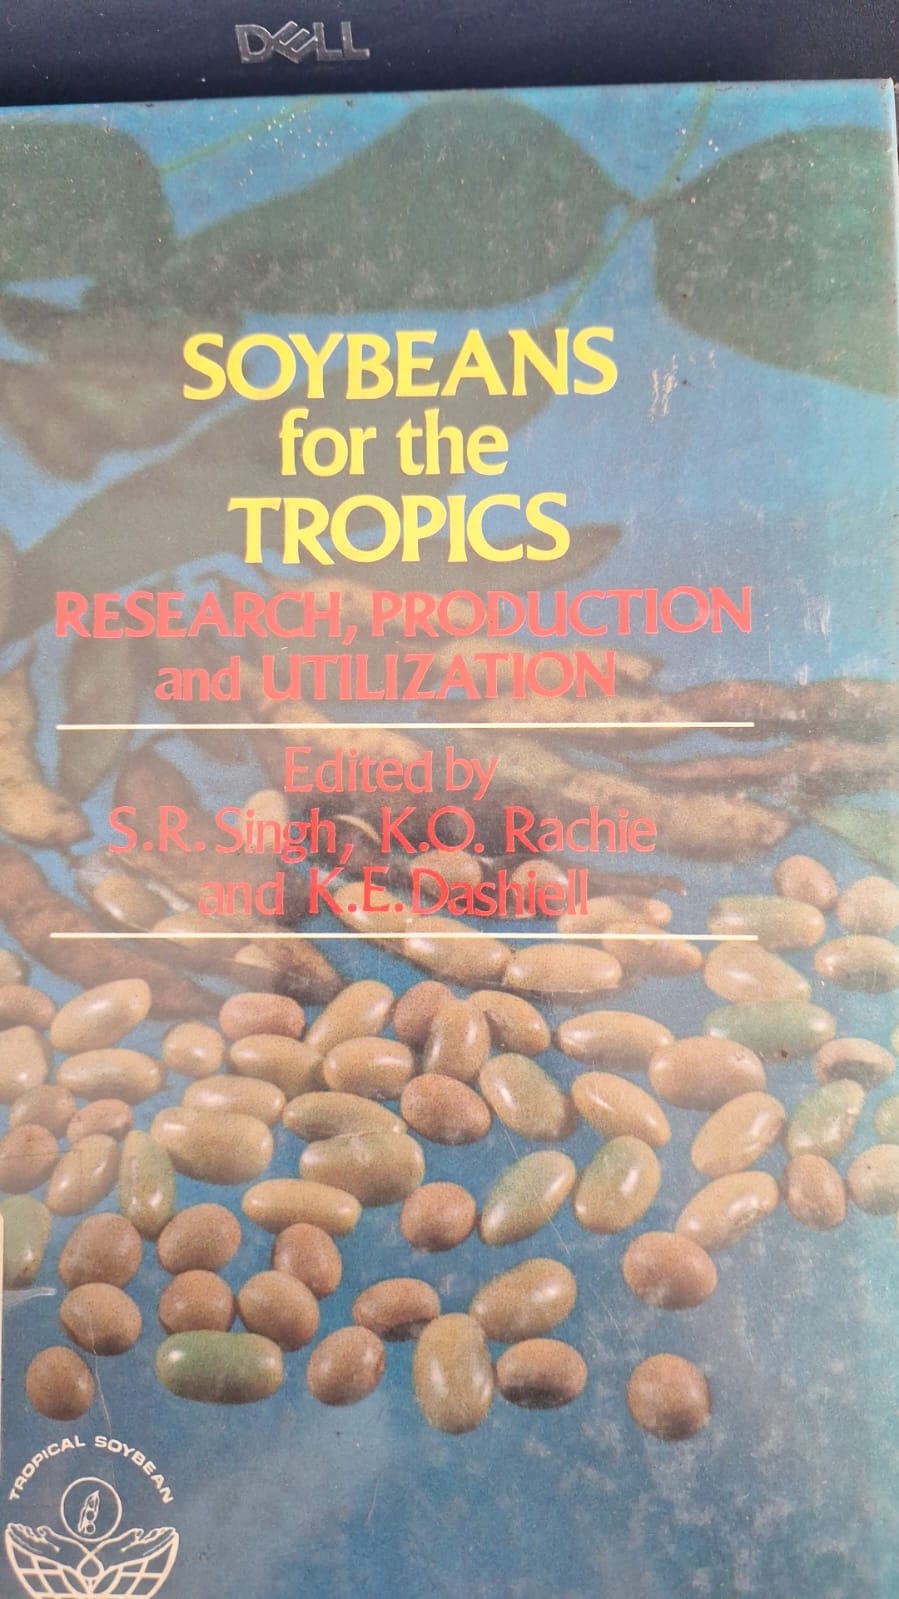 DELL
SOYBEANS
for the
TROPICS
RESEARCH, PRODUCTION
and UTILIZATION
Edited by
S.R. Singh, K.O. Rachie
and K.E. Dashiell
TROPICAL SOYBEAN